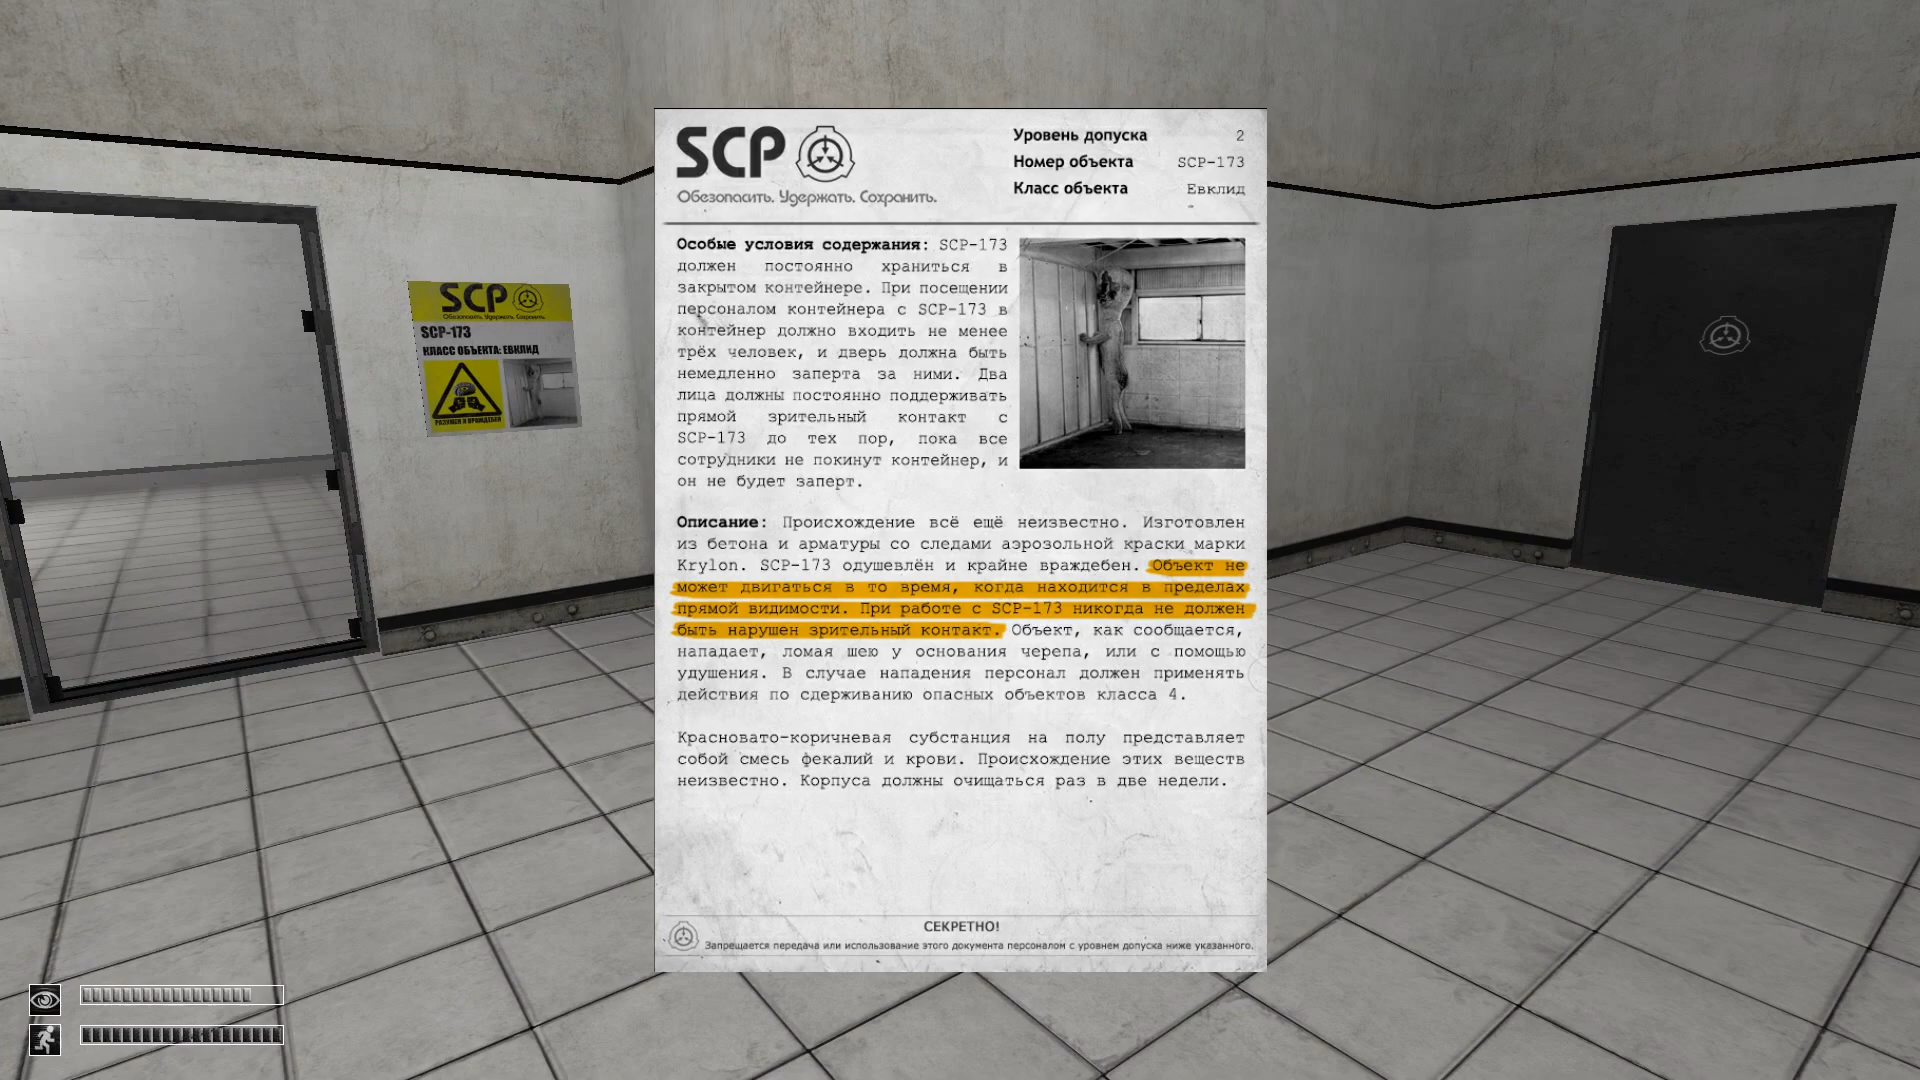 SCP
Обезопасить. Удержать. Сохранить.
Уровень допуска 2
Номер объекта SCP-173
Класс объекта Евклид
Особые условия содержания: SCP-173
должен постоянно храниться в
закрытом контейнере. При посещении
персоналом контейнера с SCP-173 в
контейнер должно входить не менее
трёх человек, и дверь должна быть
немедленно заперта за ними. Два
лица должны постоянно поддерживать
прямой зрительный контакт с
SCP-173 до тех пор, пока все
сотрудники не покинут контейнер, и
он не будет заперт.
Описание: Происхождение всё ещё неизвестно. Изготовлен
из бетона и арматуры со следами аэрозольной краски марки
Krylon. SCP-173 одушевлён и крайне враждебен. Объект не
может двигаться в то время, когда находится в пределах
прямой видимости. При работе с SCP-173 никогда не должен
быть нарушен зрительный контакт. Объект, как сообщается,
нападает, ломая шею у основания черепа, или с помощью
удушения. В случае нападения персонал должен применять
действия по сдерживанию опасных объектов класса 4.
Красновато-коричневая субстанция на полу представляет
собой смесь фекалий и крови. Происхождение этих веществ
неизвестно. Корпуса должны очищаться раз в две недели.
СЕКРЕТНО!
Запрещается передача или использование этого документа персоналом с уровнем допуска ниже указанного.
SCP
Обезопасить. Удержать. Сохранить.
SCP-173
КЛАСС ОБЪЕКТА: ЕВКЛИД
РАЗУМЕН И ВРАЖДЕБЕН